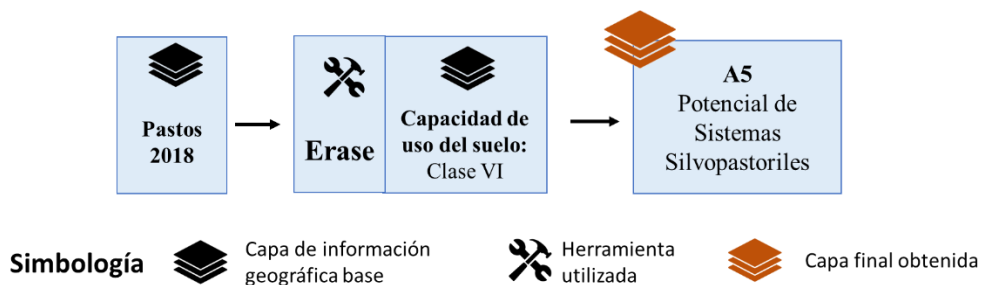 Pastos
2018
Erase
Capacidad de
uso del suelo:
Clase VI
A5
Potencial de
Sistemas
Silvopastoriles
Simbología
Capa de información
geográfica base
Herramienta
utilizada
Capa final obtenida